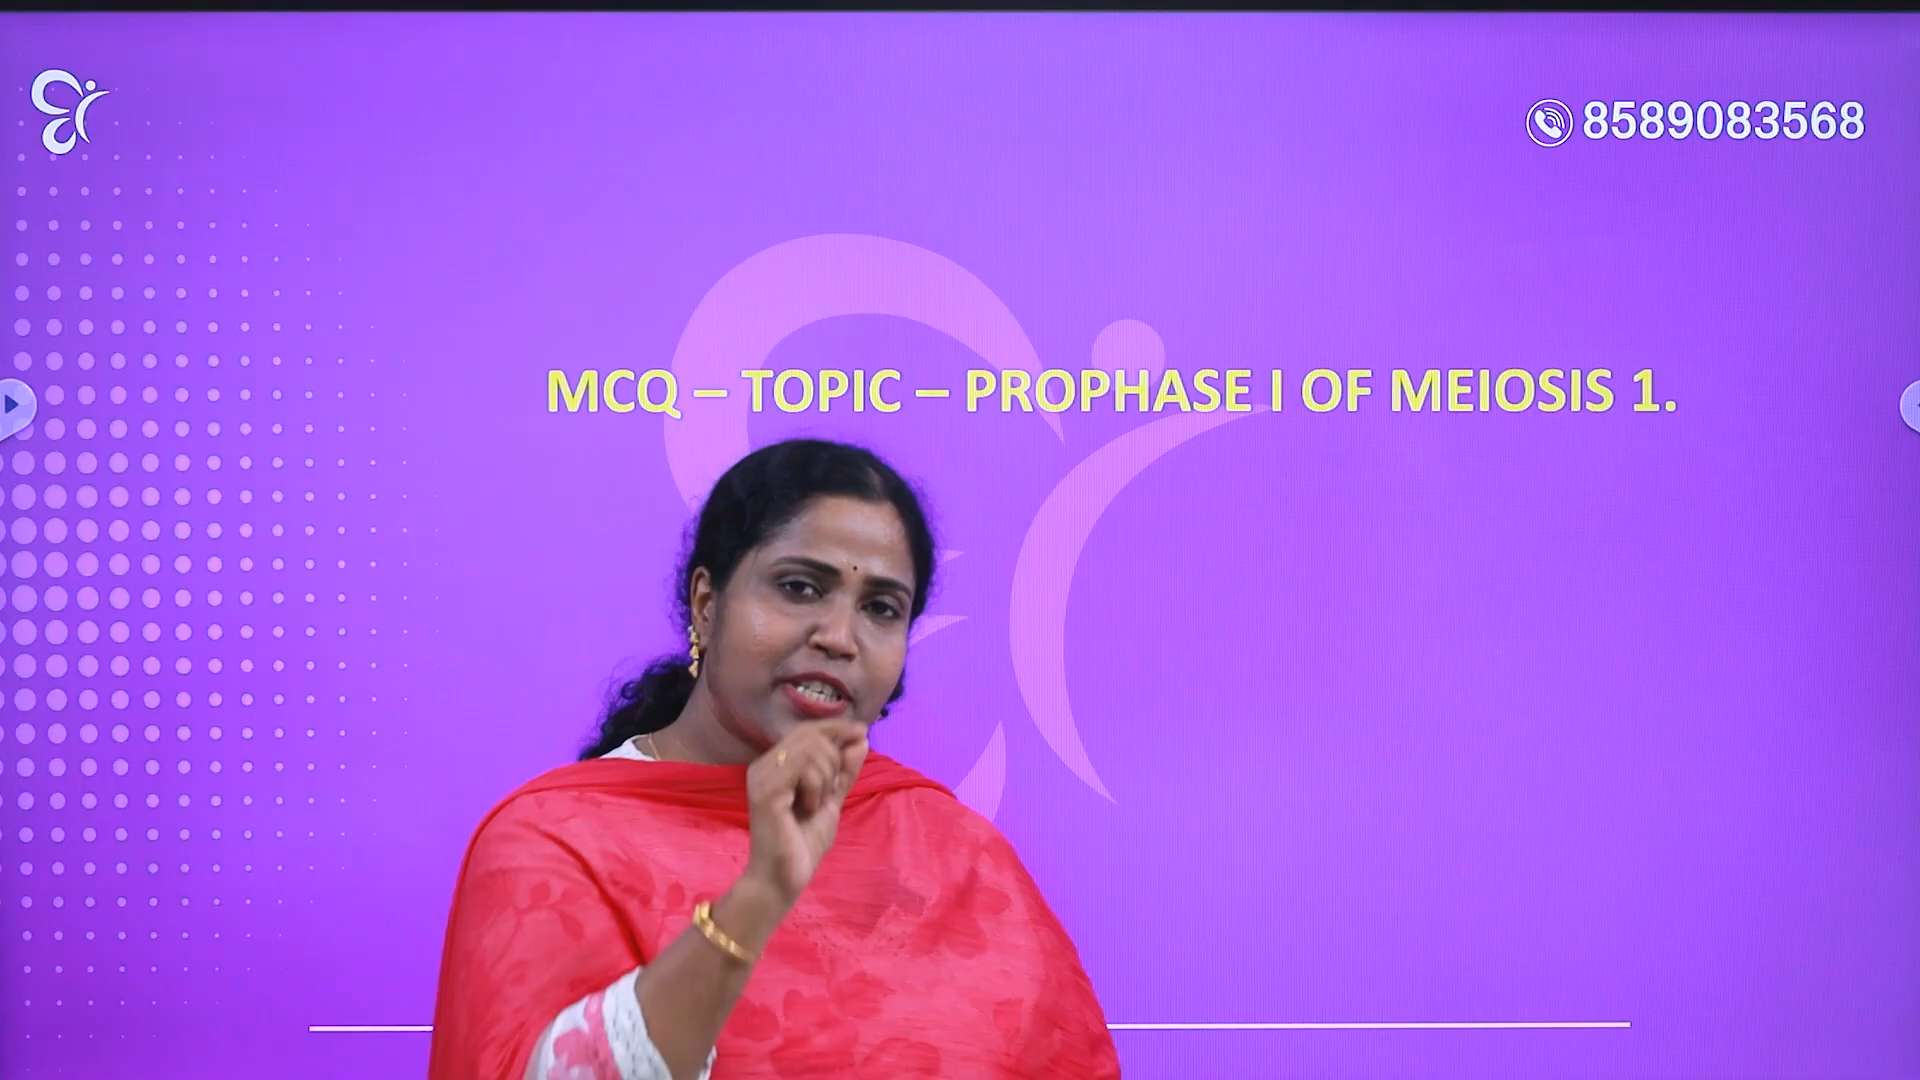 8589083568
MCQ – TOPIC – PROPHASE I OF MEIOSIS 1.